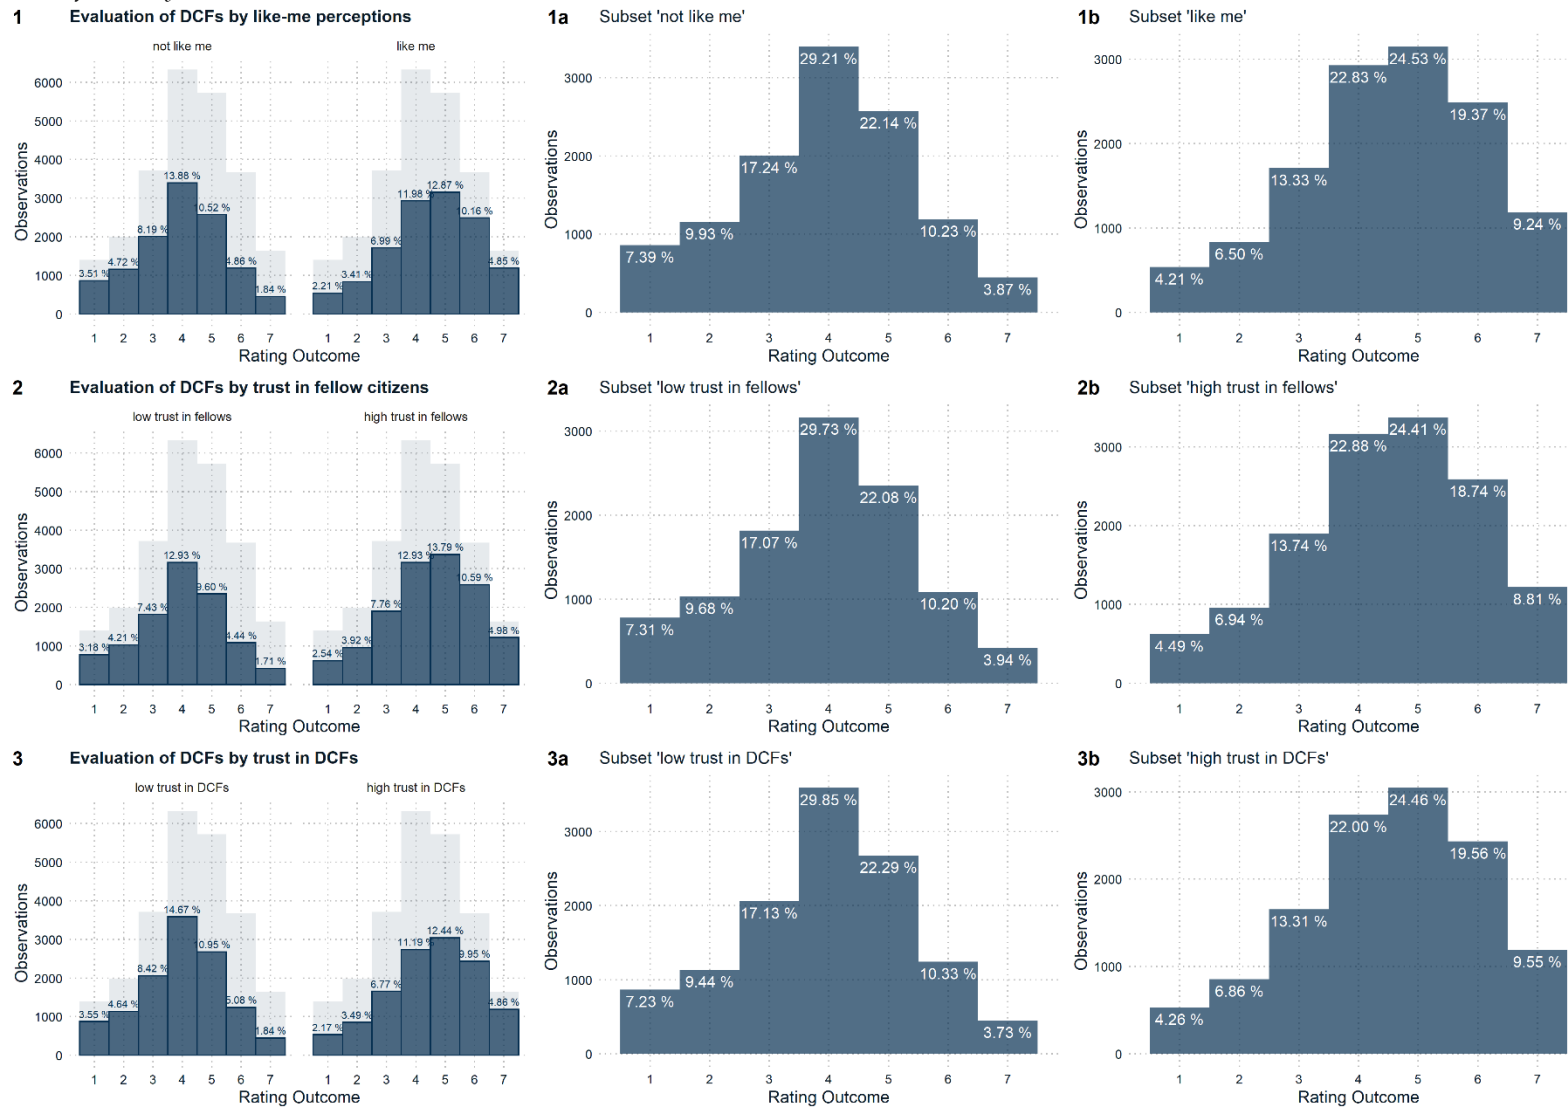 1 Evaluation of DCFs by like-me perceptions
not like me like me
6000
5000
4000
3000
2000
1000
0
Observations
3.51 % 4.72 % 8.19 % 13.88 % 10.52 % 4.86 % 1.84 %
2.21 % 3.41 % 6.99 % 11.98 % 12.87 % 10.16 % 4.85 %
1 2 3 4 5 6 7 1 2 3 4 5 6 7
Rating Outcome
1a Subset 'not like me'
3000
2000
1000
0
Observations
7.39 % 9.93 % 17.24 % 29.21 % 22.14 % 10.23 % 3.87 %
1 2 3 4 5 6 7
Rating Outcome
1b Subset 'like me'
3000
2000
1000
0
Observations
4.21 % 6.50 % 13.33 % 22.83 % 24.53 % 19.37 % 9.24 %
1 2 3 4 5 6 7
Rating Outcome
2 Evaluation of DCFs by trust in fellow citizens
low trust in fellows high trust in fellows
6000
5000
4000
3000
2000
1000
0
Observations
3.18 % 4.21 % 7.43 % 12.93 % 9.60 % 4.44 % 1.71 %
2.54 % 3.92 % 7.76 % 12.93 % 13.79 % 10.59 % 4.98 %
1 2 3 4 5 6 7 1 2 3 4 5 6 7
Rating Outcome
2a Subset 'low trust in fellows'
3000
2000
1000
0
Observations
7.31 % 9.68 % 17.07 % 29.73 % 22.08 % 10.20 % 3.94 %
1 2 3 4 5 6 7
Rating Outcome
2b Subset 'high trust in fellows'
3000
2000
1000
0
Observations
4.49 % 6.94 % 13.74 % 22.88 % 24.41 % 18.74 % 8.81 %
1 2 3 4 5 6 7
Rating Outcome
3 Evaluation of DCFs by trust in DCFs
low trust in DCFs high trust in DCFs
6000
5000
4000
3000
2000
1000
0
Observations
3.55 % 4.64 % 8.42 % 14.67 % 10.95 % 5.08 % 1.84 %
2.17 % 3.49 % 6.77 % 11.19 % 12.44 % 9.95 % 4.86 %
1 2 3 4 5 6 7 1 2 3 4 5 6 7
Rating Outcome
3a Subset 'low trust in DCFs'
3000
2000
1000
0
Observations
7.23 % 9.44 % 17.13 % 29.85 % 22.29 % 10.33 % 3.73 %
1 2 3 4 5 6 7
Rating Outcome
3b Subset 'high trust in DCFs'
3000
2000
1000
0
Observations
4.26 % 6.86 % 13.31 % 22.00 % 24.46 % 19.56 % 9.55 %
1 2 3 4 5 6 7
Rating Outcome